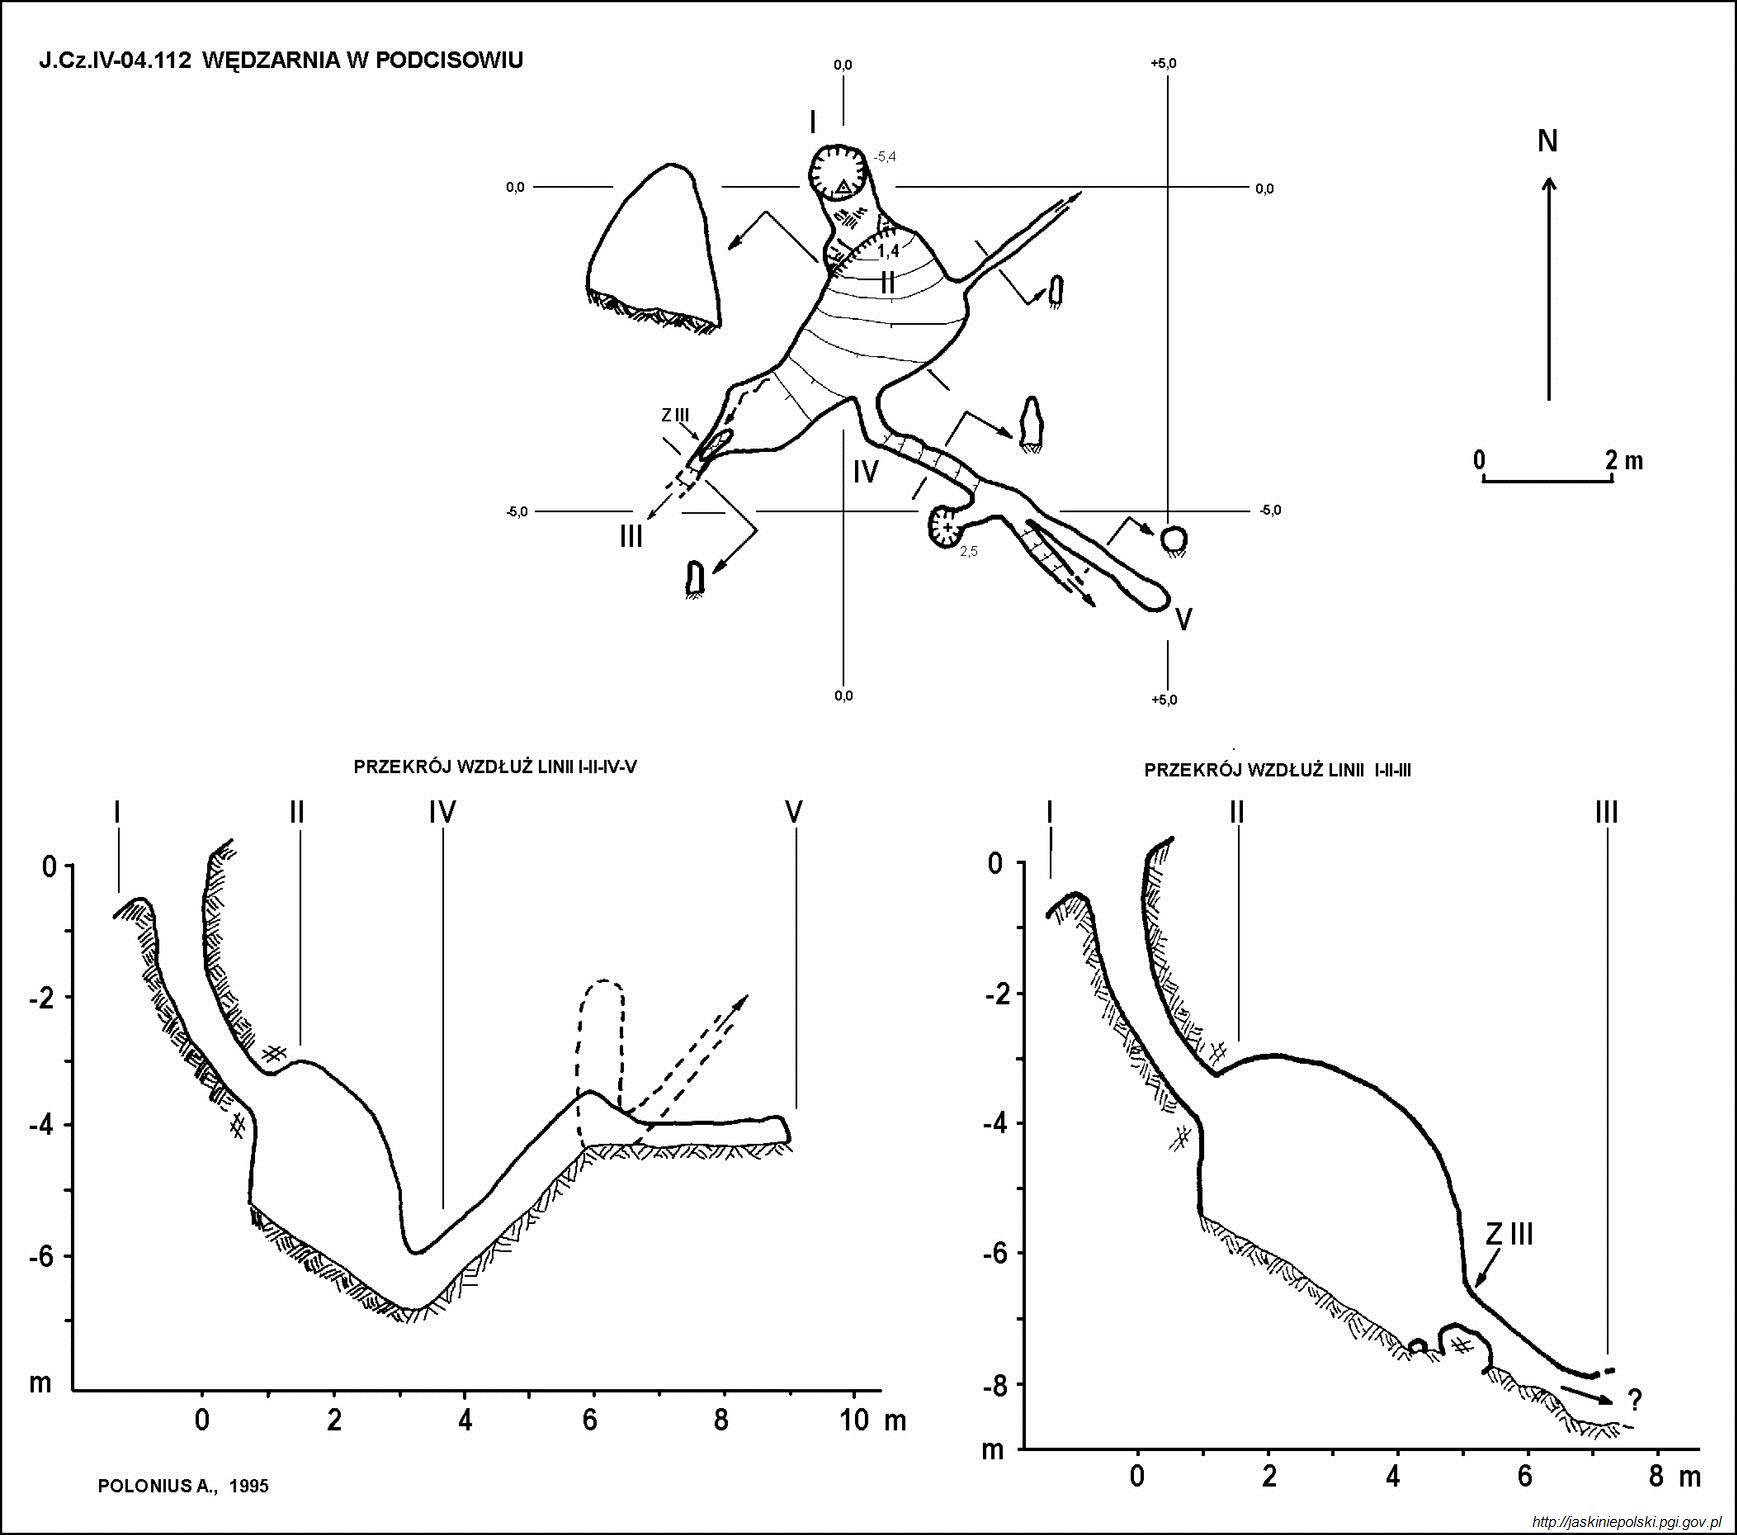 J.Cz.IV-04.112 WĘDZARNIA W PODCISOWIU
0,0
+5,0
I
-5,4
N
0,0
0,0
1,4
II
Z III
0
2 m
IV
-5,0
-5,0
III
2,5
V
0,0
+5,0
PRZEKRÓJ WZDŁUŻ LINII I-II-IV-V
I
II
IV
V
0
-2
-4
-6
m
0
2
4
6
8
10 m
PRZEKRÓJ WZDŁUŻ LINII I-II-III
I
II
III
0
-2
-4
-6
-8
m
Z III
?
0
2
4
6
8 m
POLONIUS A., 1995
http://jaskiniepolski.pgi.gov.pl